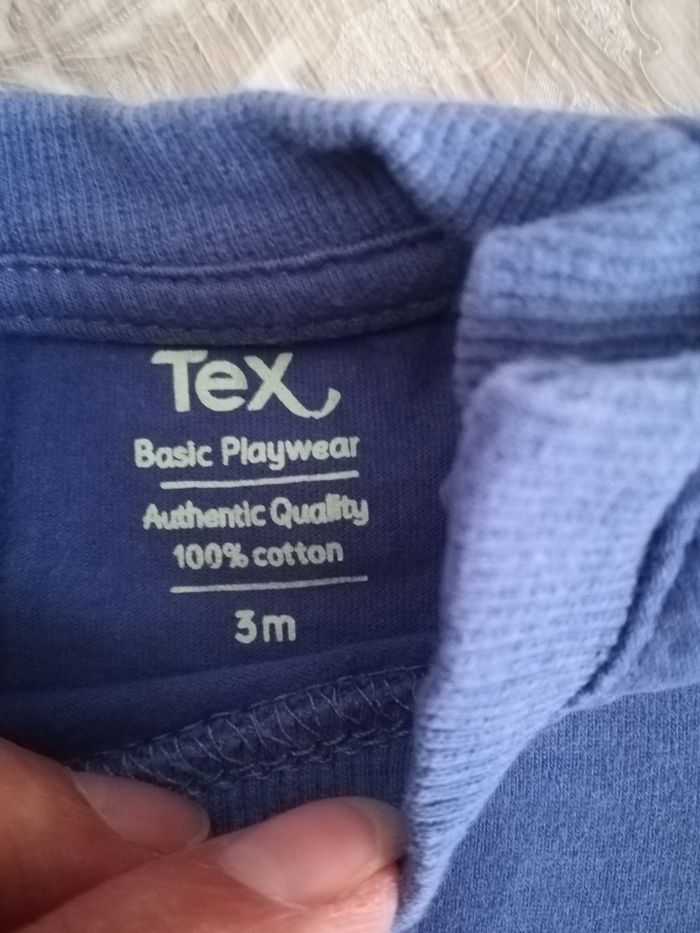 Tex
Basic Playwear
Authentic Quality
100% cotton
3m